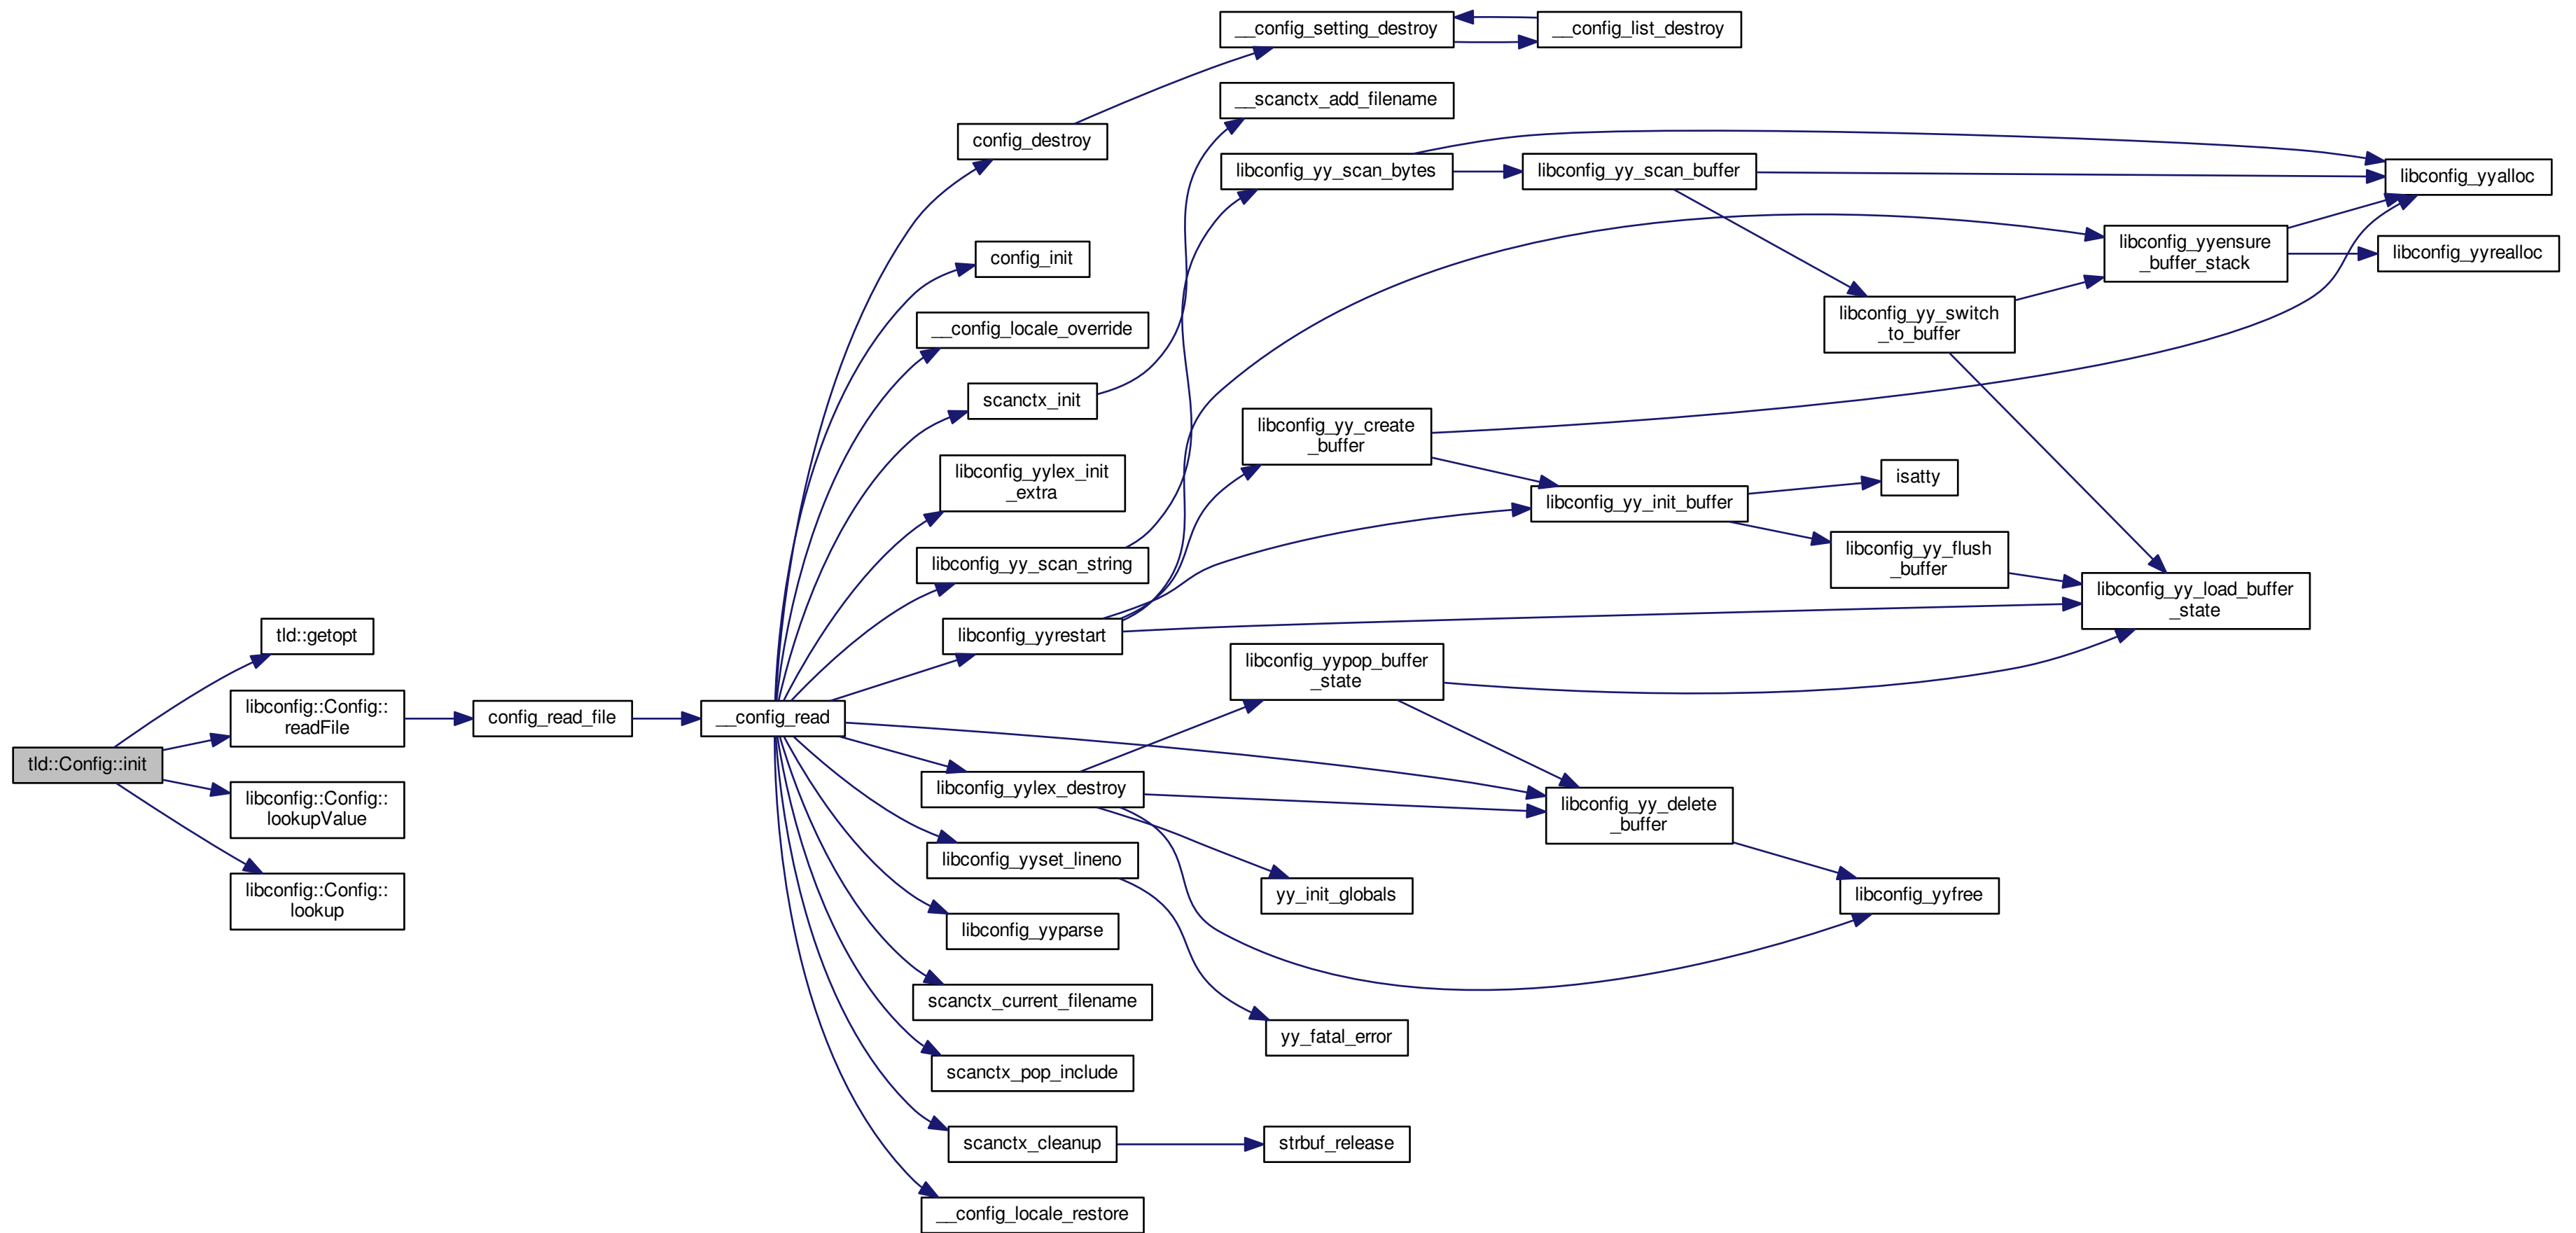 __config_setting_destroy
__config_list_destroy
__scanctx_add_filename
config_destroy
libconfig_yy_scan_bytes
libconfig_yy_scan_buffer
libconfig_yyalloc
config_init
libconfig_yyensure
_buffer_stack
libconfig_yyrealloc
__config_locale_override
libconfig_yy_switch
_to_buffer
scanctx_init
libconfig_yy_create
_buffer
libconfig_yylex_init
_extra
isatty
libconfig_yy_init_buffer
libconfig_yy_scan_string
libconfig_yy_flush
_buffer
libconfig_yy_load_buffer
_state
tld::getopt
libconfig_yyrestart
libconfig_yypop_buffer
_state
libconfig::Config::
readFile
config_read_file
__config_read
tld::Config::init
libconfig_yylex_destroy
libconfig::Config::
lookupValue
libconfig_yy_delete
_buffer
libconfig_yyset_lineno
libconfig::Config::
lookup
yy_init_globals
libconfig_yyfree
libconfig_yyparse
scanctx_current_filename
yy_fatal_error
scanctx_pop_include
scanctx_cleanup
strbuf_release
__config_locale_restore